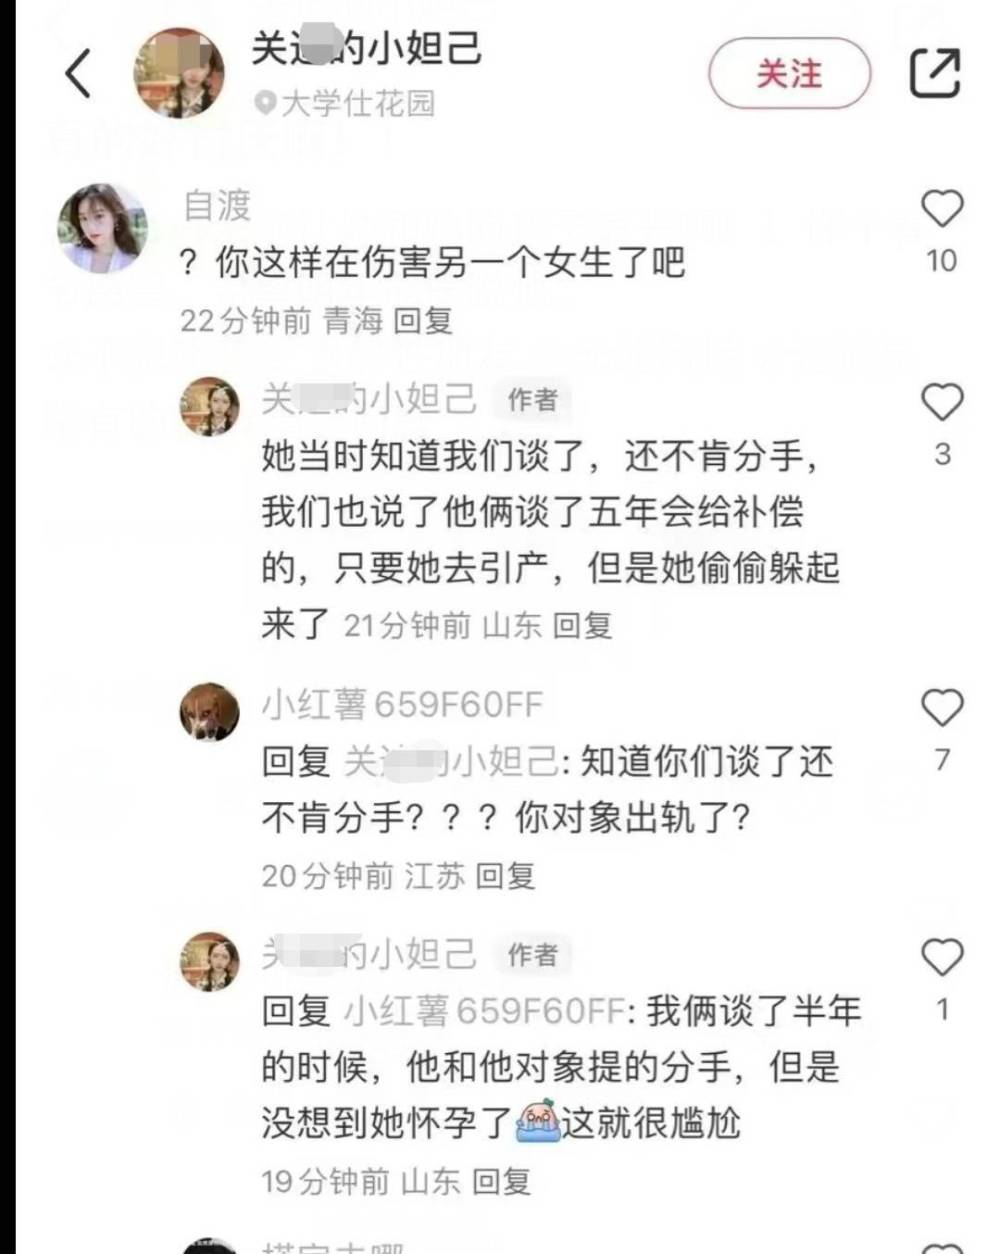 关的小妲己
关注
大学仕花园
自渡
？你这样在伤害另一个女生了吧
10
22分钟前 青海 回复
关的小妲己 作者
她当时知道我们谈了，还不肯分手，
3
我们也说了他俩谈了五年会给补偿
的，只要她去引产，但是她偷偷躲起
来了 21分钟前 山东 回复
小红薯659F60FF
回复 关小妲己: 知道你们谈了还
7
不肯分手？？？你对象出轨了?
20分钟前 江苏 回复
的小妲己 作者
回复 小红薯659F60FF: 我俩谈了半年
1
的时候，他和他对象提的分手，但是
没想到她怀孕了这就很尴尬
19分钟前 山东 回复